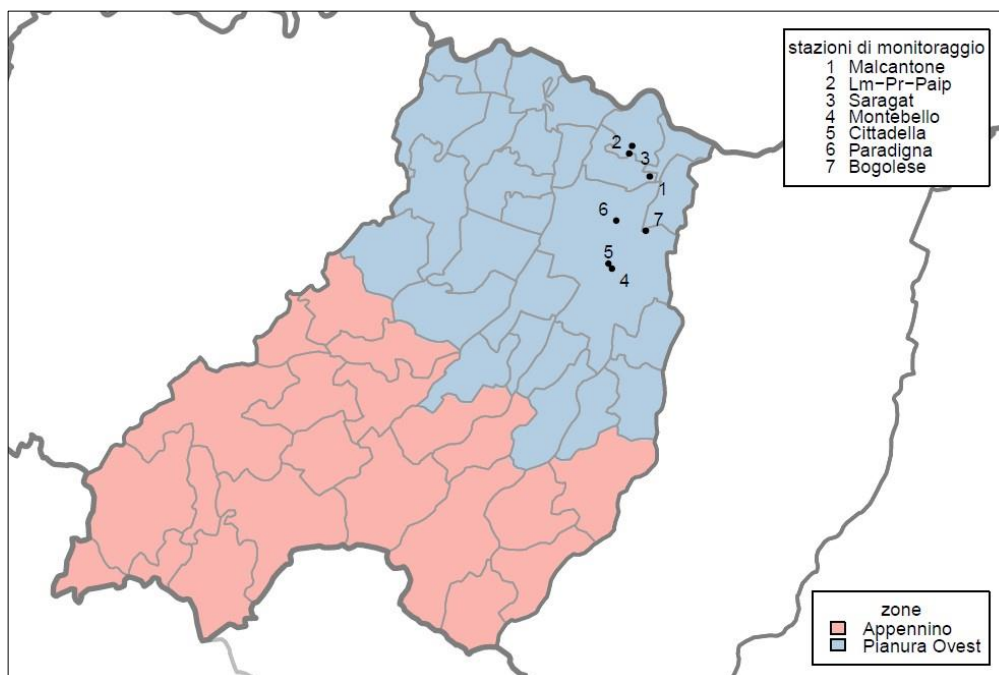 stazioni di monitoraggio
1 Malcantone
2 Lm-Pr-Paip
3 Saragat
4 Montebello
5 Cittadella
6 Paradigna
7 Bogolese
2
3
1
6
7
5
4
zone
Appennino
Pianura Ovest